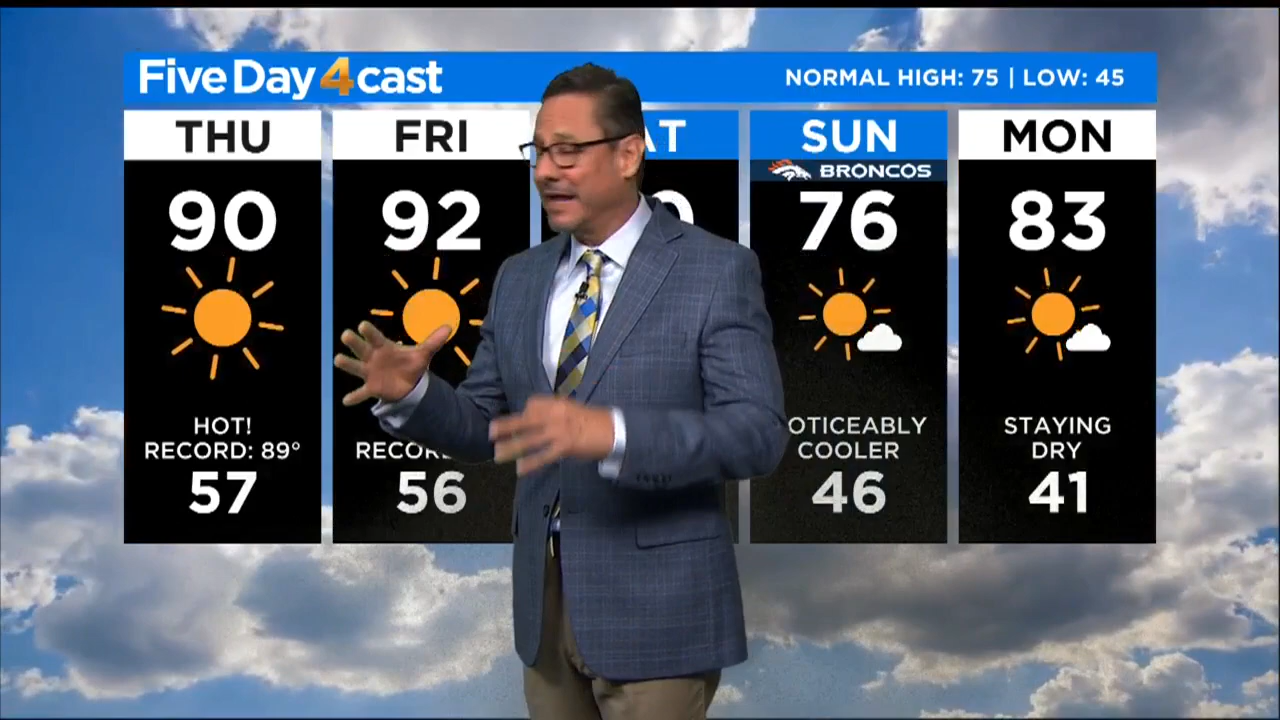 Five Day 4cast
NORMAL HIGH: 75 | LOW: 45
THU
FRI
SUN
MON
BRONCOS
90
92
76
83
HOT!
RECORD: 89°
COOLER
STAYING
DRY
57
56
46
41